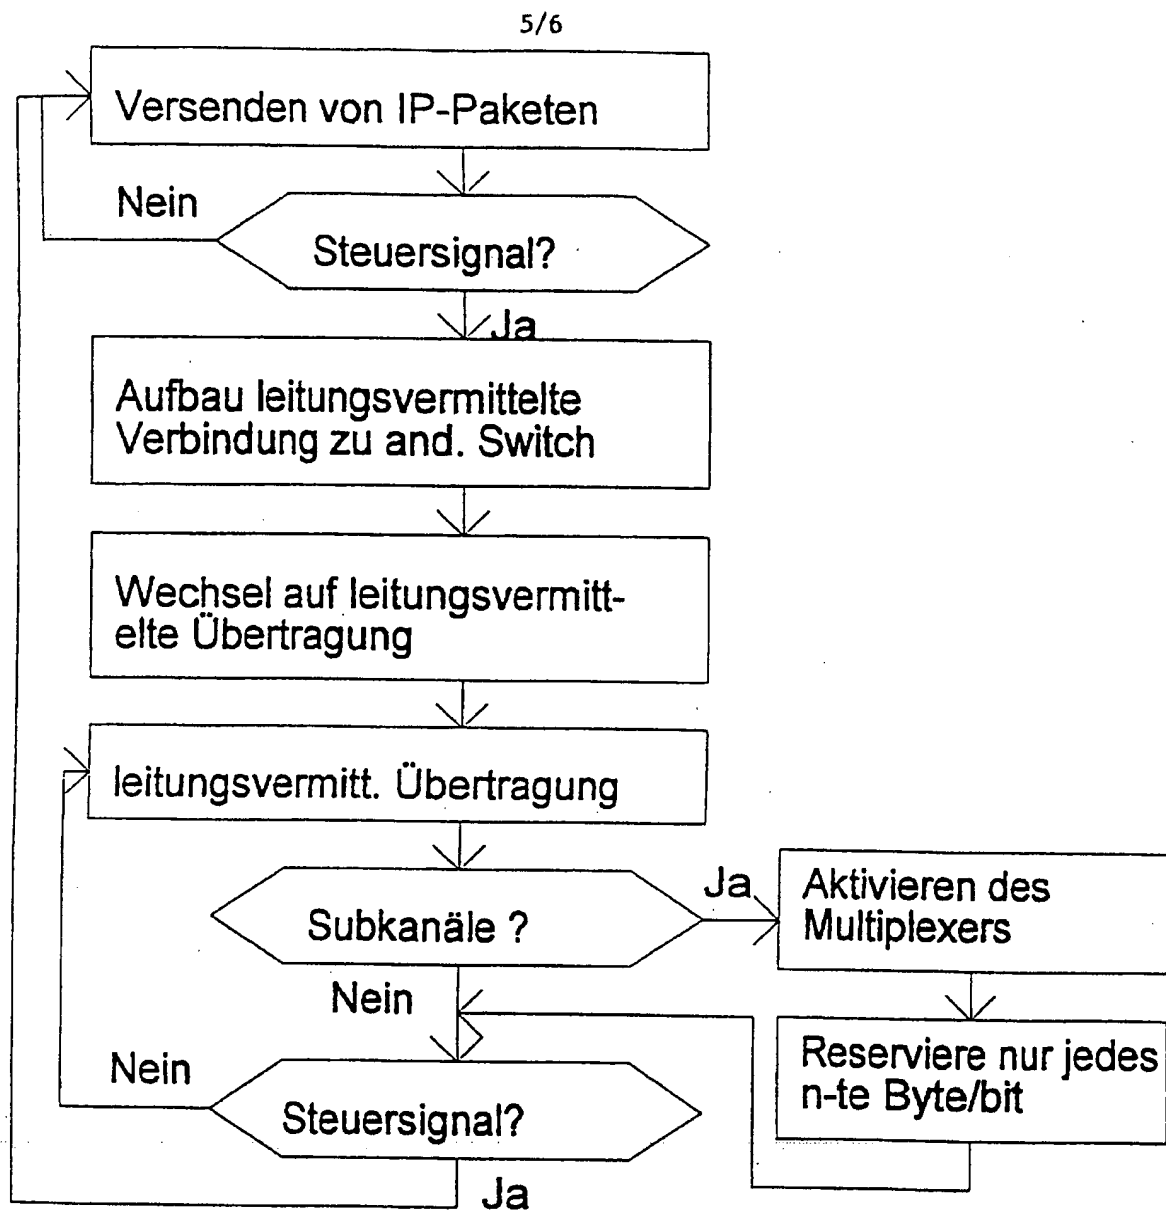 5/6
Versenden von IP-Paketen
Nein
Steuersignal?
Ja
Aufbau leitungsvermittelte
Verbindung zu and. Switch
Wechsel auf leitungsvermitt-
elte Übertragung
leitungsvermitt. Übertragung
Subkanäle ?
Ja
Aktivieren des
Multiplexers
Nein
Reserviere nur jedes
n-te Byte/bit
Nein
Steuersignal?
Ja